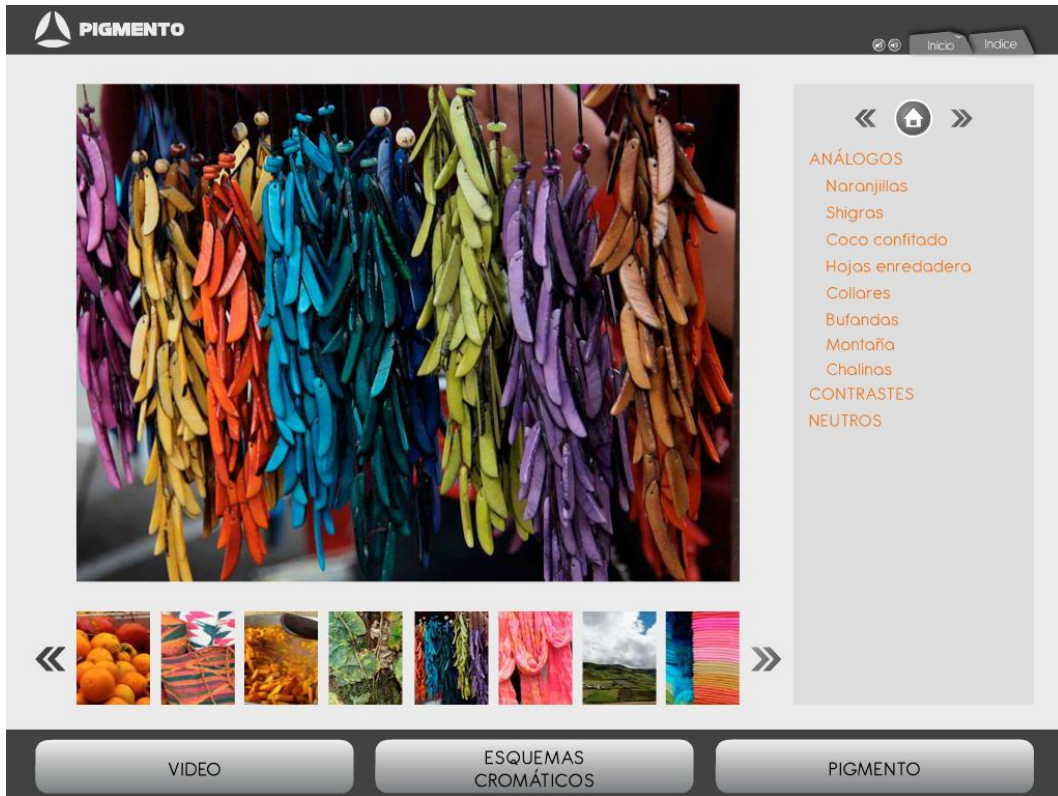 PIGMENTO
Inicio
Indice
ANÁLOGOS
Naranjillas
Shigras
Coco confitado
Hojas enredadera
Collares
Bufandas
Montaña
Chalinas
CONTRASTES
NEUTROS
VIDEO
ESQUEMAS
CROMÁTICOS
PIGMENTO